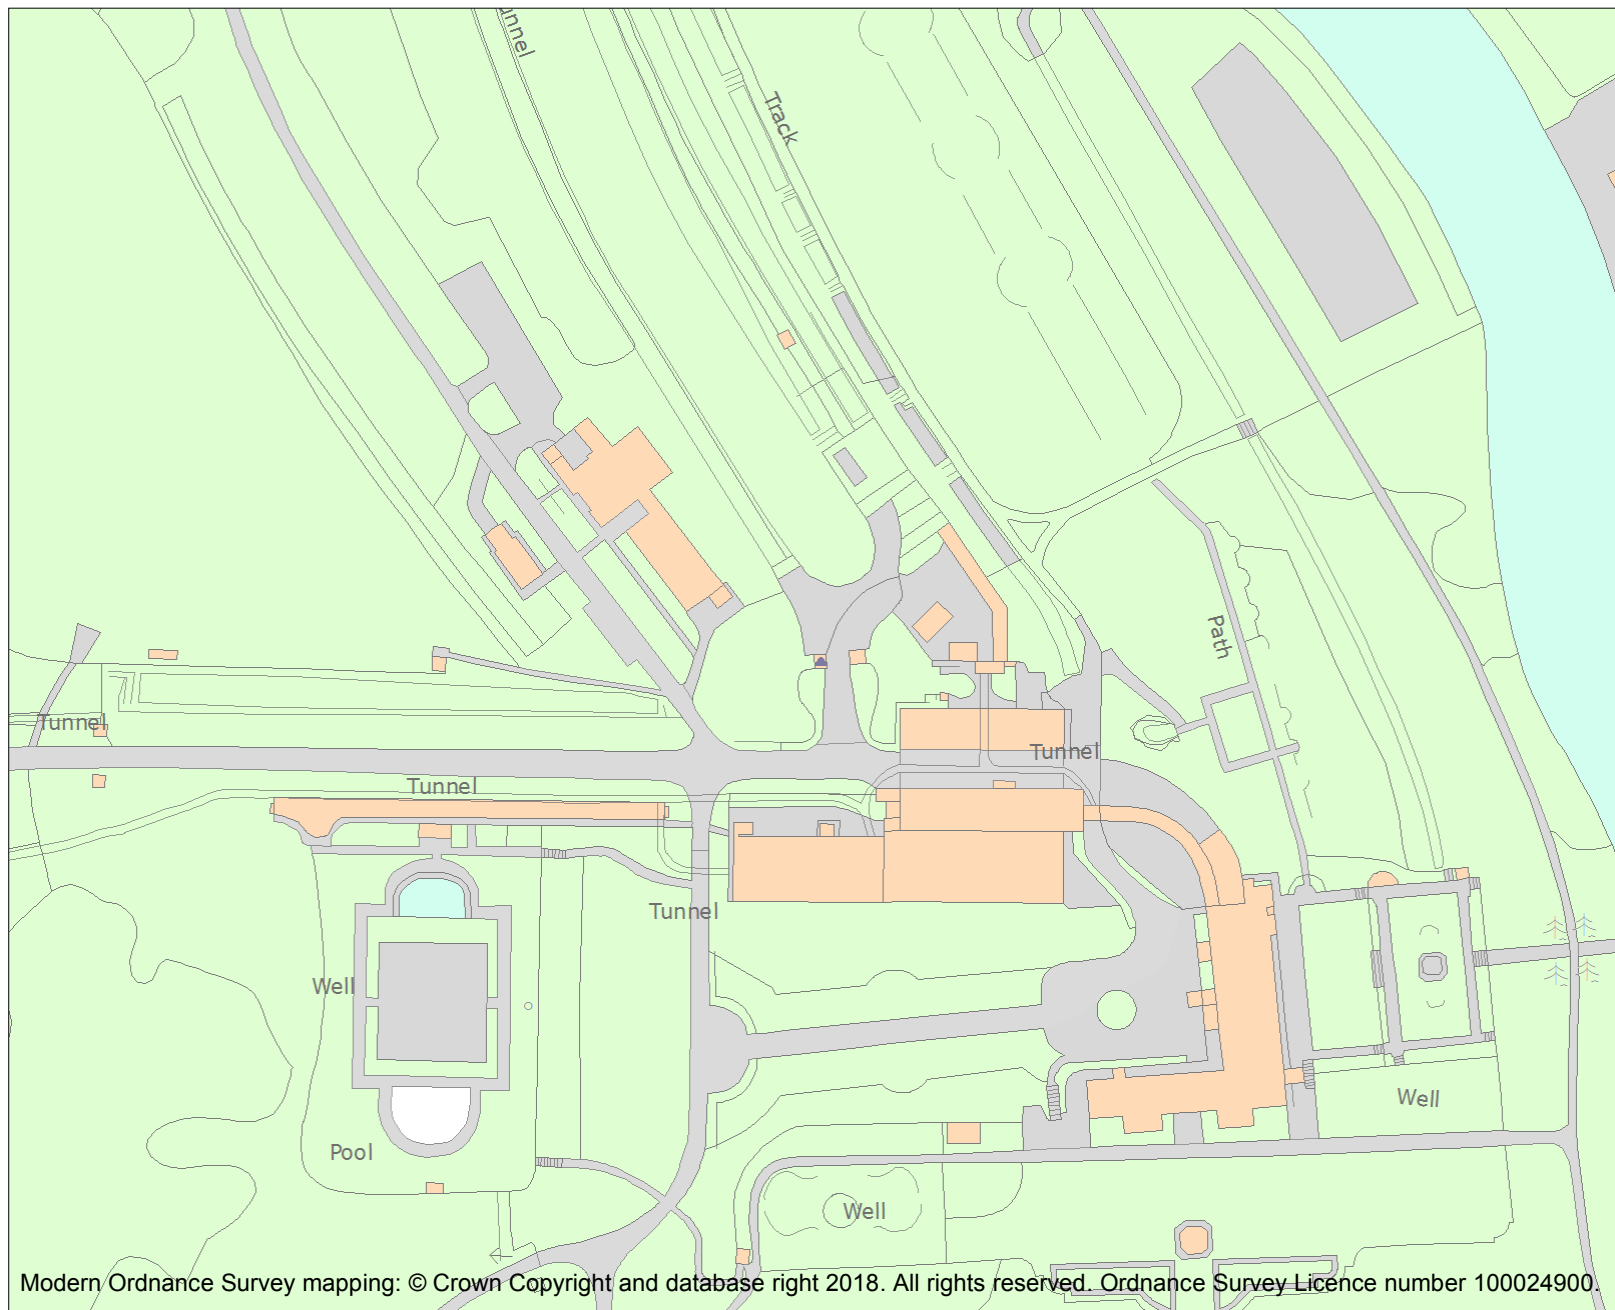 unnel
Track
Path
Tunnel
Tunnel
Tunnel
Tunnel
Well
Well
Pool
Well
Modern Ordnance Survey mapping: © Crown Copyright and database right 2018. All rights reserved. Ordnance Survey Licence number 100024900.